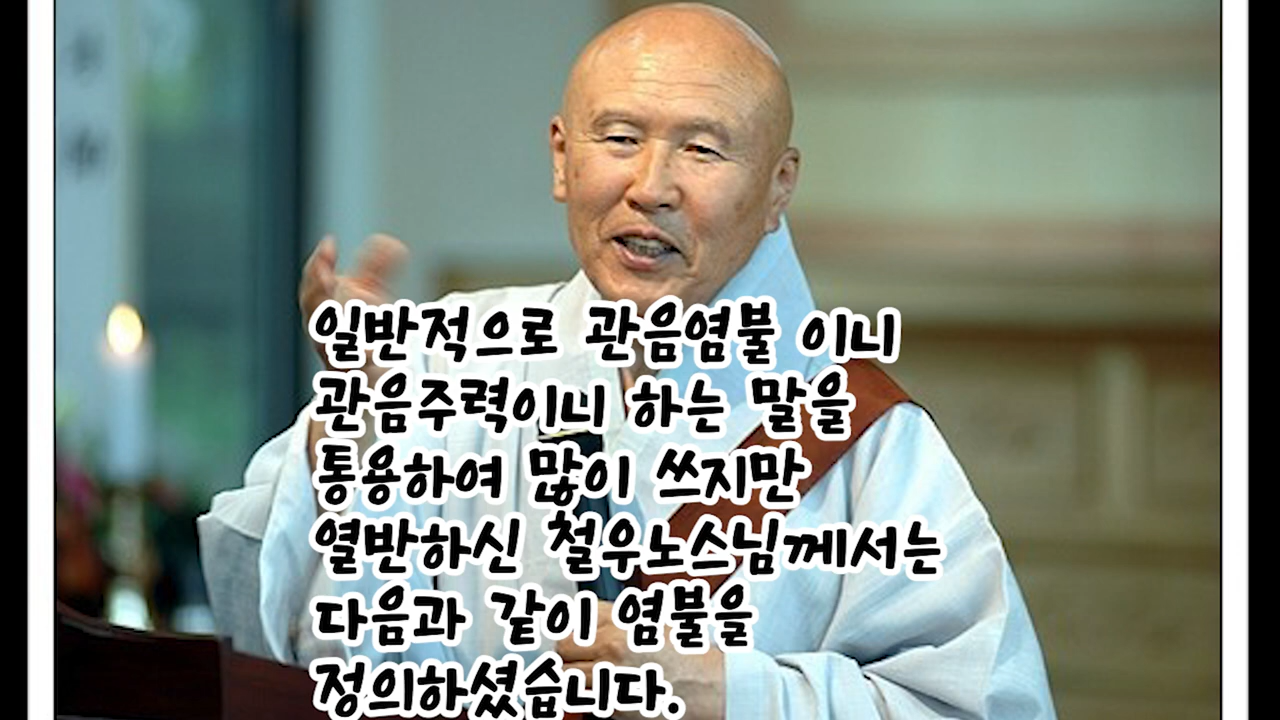 일반적으로 관음염불 이니
관음주력이니 하는 말을
통용하여 많이 쓰지만
열반하신 철우노스님께서는
다음과 같이 염불을
정의하셨습니다.